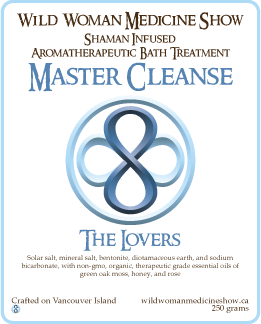 Wild Woman Medicine Show
Shaman Infused
Aromatherapeutic Bath Treatment
Master Cleanse
The Lovers
Solar salt, mineral salt, bentonite, diotamaceous earth, and sodium
bicarbonate, with non-gmo, organic, therapeutic grade essential oils of
green oak moss, honey, and rose
Crafted on Vancouver Island
wildwomanmedicineshow.ca
250 grams